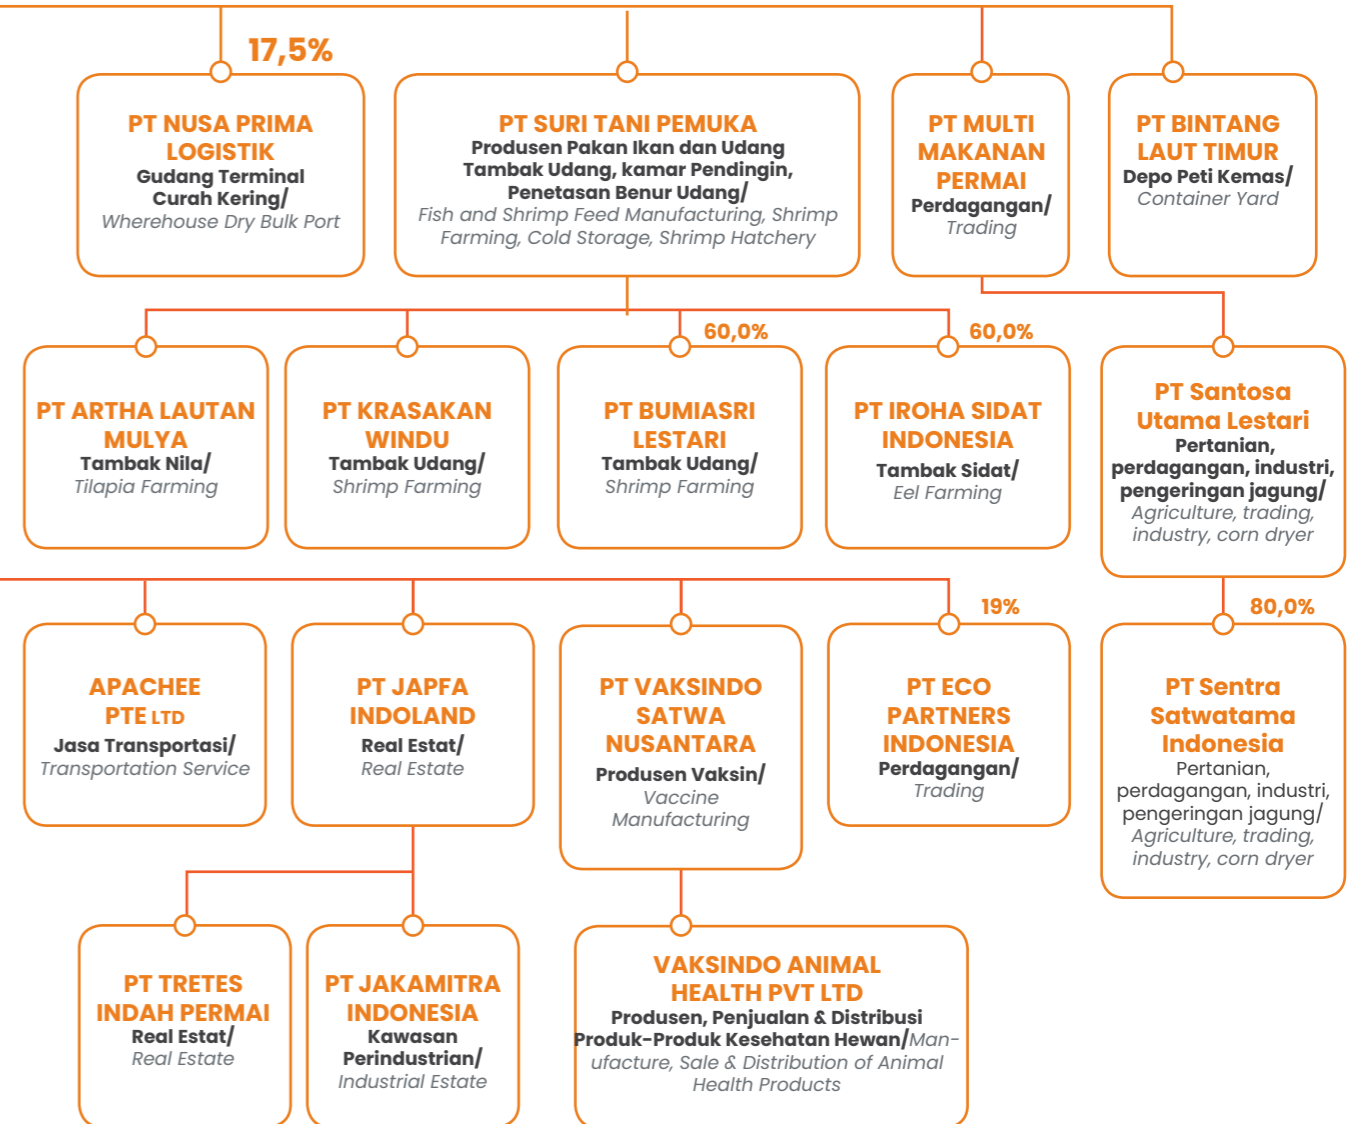 17,5%
PT NUSA PRIMA
LOGISTIK
Gudang Terminal
Curah Kering/
Wherehouse Dry Bulk Port
PT SURI TANI PEMUKA
Produsen Pakan Ikan dan Udang
Tambak Udang, kamar Pendingin,
Penetasan Benur Udang/
Fish and Shrimp Feed Manufacturing, Shrimp
Farming, Cold Storage, Shrimp Hatchery
PT MULTI
MAKANAN
PERMAI
Perdagangan/
Trading
PT BINTANG
LAUT TIMUR
Depo Peti Kemas/
Container Yard
PT ARTHA LAUTAN
MULYA
Tambak Nila/
Tilapia Farming
PT KRASAKAN
WINDU
Tambak Udang/
Shrimp Farming
60,0%
PT BUMIASRI
LESTARI
Tambak Udang/
Shrimp Farming
60,0%
PT IROHA SIDAT
INDONESIA
Tambak Sidat/
Eel Farming
PT Santosa
Utama Lestari
Pertanian,
perdagangan, industri,
pengeringan jagung/
Agriculture, trading,
industry, corn dryer
APACHEE
PTE LTD
Jasa Transportasi/
Transportation Service
PT JAPFA
INDOLAND
Real Estat/
Real Estate
PT VAKSINDO
SATWA
NUSANTARA
Produsen Vaksin/
Vaccine
Manufacturing
19%
PT ECO
PARTNERS
INDONESIA
Perdagangan/
Trading
80,0%
PT Sentra
Satwatama
Indonesia
Pertanian,
perdagangan, industri,
pengeringan jagung/
Agriculture, trading,
industry, corn dryer
PT TRETES
INDAH PERMAI
Real Estat/
Real Estate
PT JAKAMITRA
INDONESIA
Kawasan
Perindustrian/
Industrial Estate
VAKSINDO ANIMAL
HEALTH PVT LTD
Produsen, Penjualan & Distribusi
Produk-Produk Kesehatan Hewan/Man-
ufacture, Sale & Distribution of Animal
Health Products